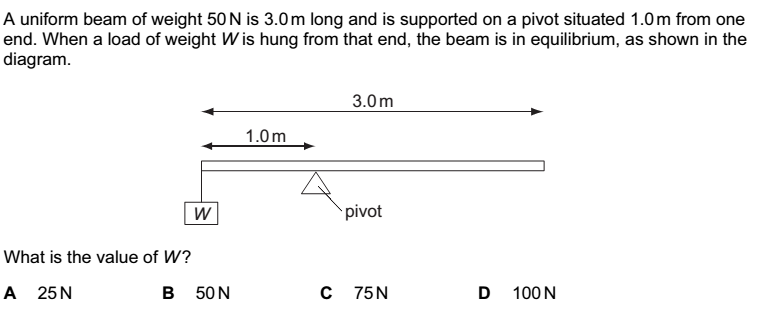 A uniform beam of weight 50 N is 3.0 m long and is supported on a pivot situated 1.0 m from one
end. When a load of weight W is hung from that end, the beam is in equilibrium, as shown in the
diagram.
3.0 m
1.0 m
W
pivot
What is the value of W?
A 25 N B 50 N C 75 N D 100 N